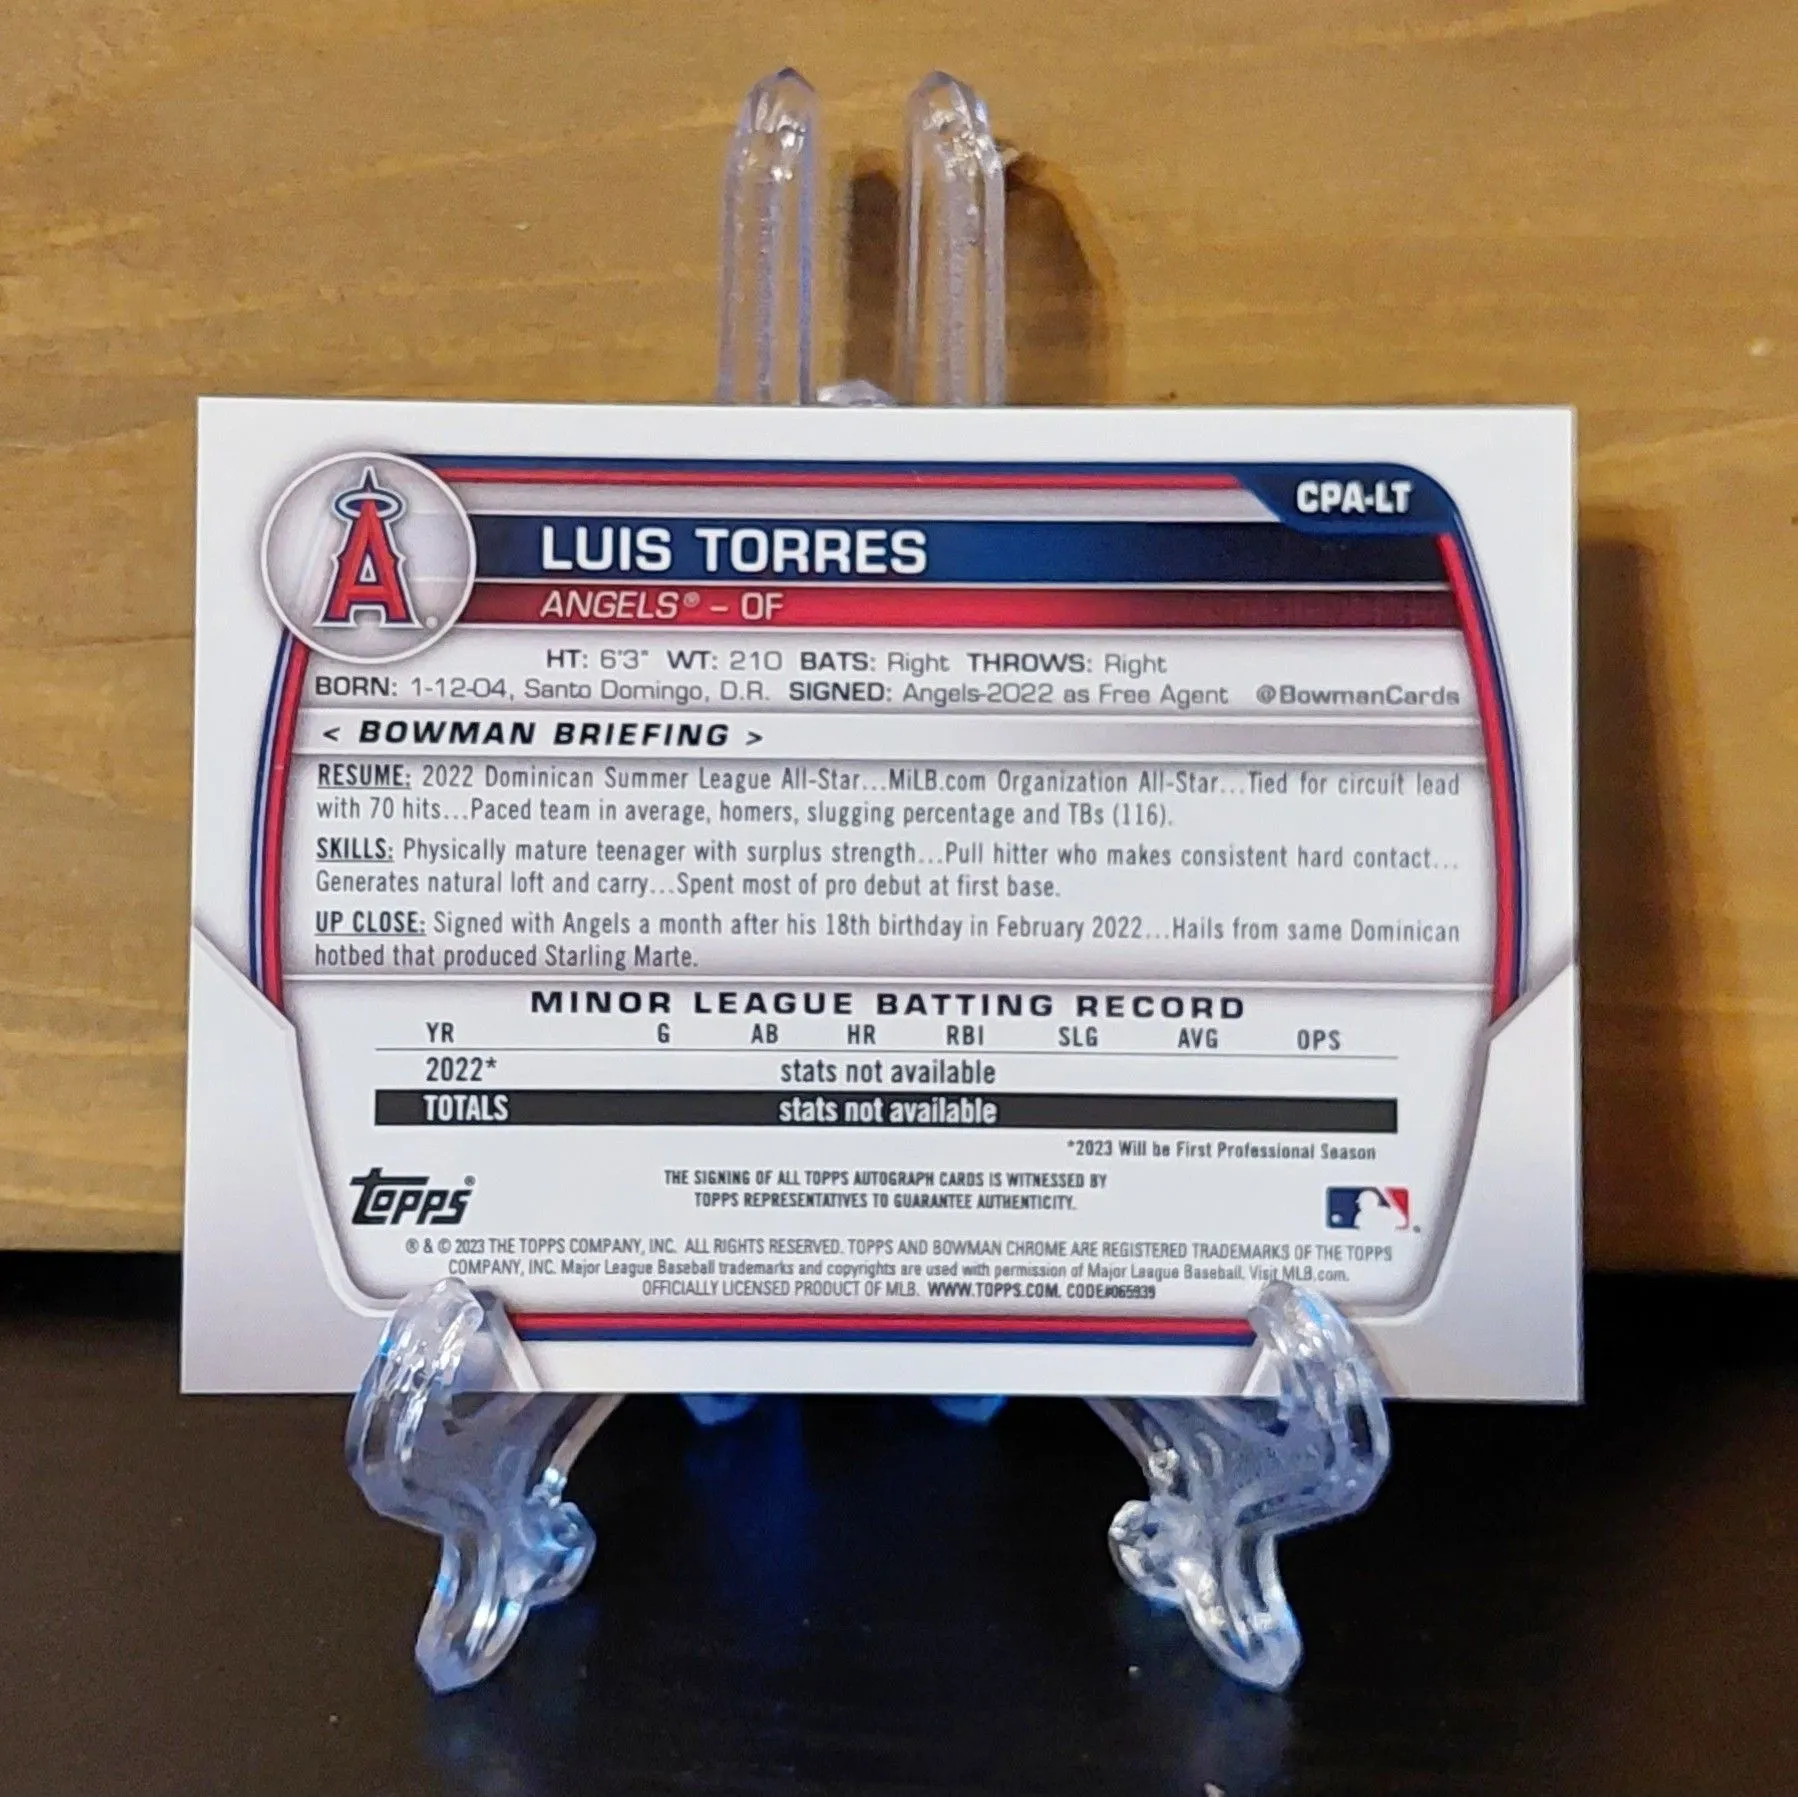 A
CPA-LT
LUIS TORRES
ANGELS® – OF
HT: 6'3" WT: 210 BATS: Right THROWS: Right
BORN: 1-12-04, Santo Domingo, D.R. SIGNED: Angels-2022 as Free Agent @BowmanCards
< BOWMAN BRIEFING >
RESUME: 2022 Dominican Summer League All-Star...MiLB.com Organization All-Star...Tied for circuit lead
with 70 hits...Paced team in average, homers, slugging percentage and TBs (116).
SKILLS: Physically mature teenager with surplus strength...Pull hitter who makes consistent hard contact...
Generates natural loft and carry...Spent most of pro debut at first base.
UP CLOSE: Signed with Angels a month after his 18th birthday in February 2022...Hails from same Dominican
hotbed that produced Starling Marte.
MINOR LEAGUE BATTING RECORD
YR G AB HR RBI SLG AVG OPS
2022* stats not available
TOTALS stats not available
*2023 Will be First Professional Season
THE SIGNING OF ALL TOPPS AUTOGRAPH CARDS IS WITNESSED BY
TOPPS REPRESENTATIVES TO GUARANTEE AUTHENTICITY.
Topps®
® & © 2023 THE TOPPS COMPANY, INC. ALL RIGHTS RESERVED. TOPPS AND BOWMAN CHROME ARE REGISTERED TRADEMARKS OF THE TOPPS
COMPANY, INC. Major League Baseball trademarks and copyrights are used with permission of Major League Baseball. Visit MLB.com.
OFFICIALLY LICENSED PRODUCT OF MLB. WWW.TOPPS.COM. CODE#065939